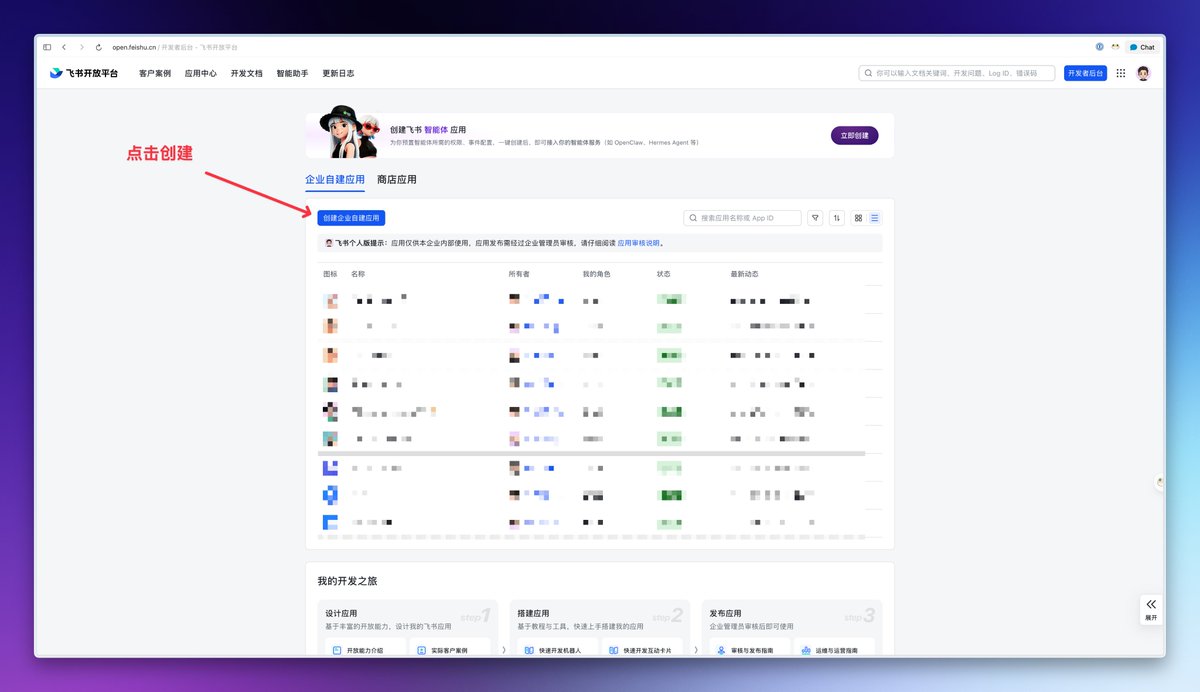 open.feishu.cn / 开发者后台 - 飞书开放平台
Chat
飞书开放平台 客户案例 应用中心 开发文档 智能助手 更新日志
你可以输入文档关键词、开发问题、Log ID、错误码
开发者后台
创建飞书 智能体 应用
为你预置智能体所需的权限、事件配置，一键创建后，即可接入你的智能体服务（如 OpenClaw、Hermes Agent 等）
立即创建
点击创建
企业自建应用 商店应用
创建企业自建应用
搜索应用名称或 App ID
飞书个人版提示：应用仅供本企业内部使用，应用发布需经过企业管理员审核。请仔细阅读 应用审核说明。
图标 名称 所有者 我的角色 状态 最新动态
我的开发之旅
设计应用
step1
基于丰富的开放能力，设计我的飞书应用
开放能力介绍 实际客户案例
搭建应用
step2
基于教程与工具，快速上手搭建我的应用
快速开发机器人 快速开发互动卡片
发布应用
step3
企业管理员审核后即可使用
审核与发布指南 运维与运营指南
展开